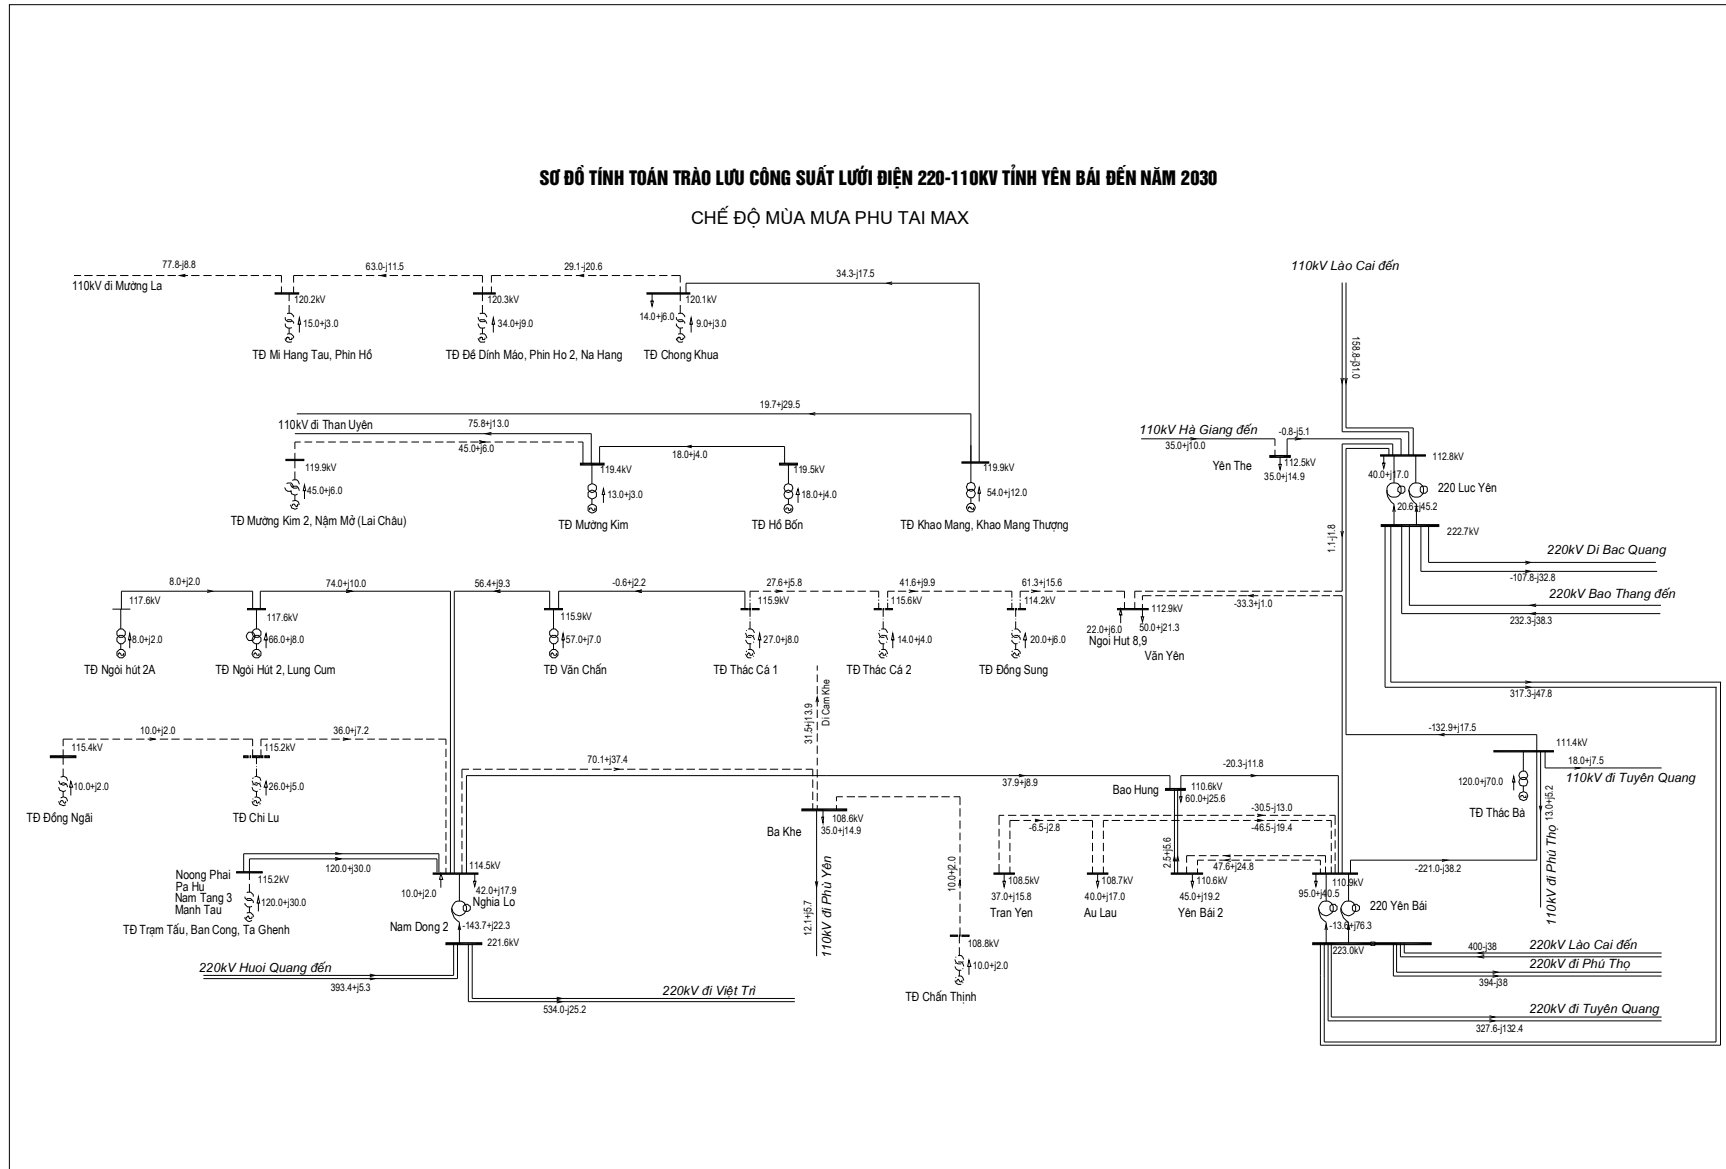 SƠ ĐỒ TÍNH TOÁN TRÀO LƯU CÔNG SUẤT LƯỚI ĐIỆN 220-110KV TỈNH YÊN BÁI ĐẾN NĂM 2030
CHẾ ĐỘ MÙA MƯA PHU TAI MAX
77.8-j8.8
63.0-j11.5
29.1-j20.6
34.3-j17.5
110kV đi Mường La
120.2kV
120.3kV
120.1kV
15.0+j3.0
34.0+j9.0
14.0+j6.0
9.0+j3.0
TĐ Mi Hang Tau, Phin Hồ
TĐ Đề Dính Máo, Phin Ho 2, Na Hang
TĐ Chong Khua
110kV Lào Cai đến
158.8-j31.0
19.7+j29.5
110kV đi Than Uyên
75.8+j13.0
45.0+j6.0
18.0+j4.0
119.9kV
119.4kV
119.5kV
119.9kV
45.0+j6.0
13.0+j3.0
18.0+j4.0
54.0+j12.0
TĐ Mường Kim 2, Nậm Mở (Lai Châu)
TĐ Mường Kim
TĐ Hồ Bốn
TĐ Khao Mang, Khao Mang Thượng
110kV Hà Giang đến
35.0+j10.0
-0.8-j5.1
Yên The
112.5kV
35.0+j14.9
112.8kV
40.0+j17.0
220 Luc Yên
20.6+j45.2
222.7kV
1.1-j1.8
220kV Di Bac Quang
-107.8-j32.8
220kV Bao Thang đến
232.3-j38.3
8.0+j2.0
74.0+j10.0
56.4+j9.3
-0.6+j2.2
27.6+j5.8
41.6+j9.9
61.3+j15.6
-33.3+j1.0
117.6kV
117.6kV
115.9kV
115.9kV
115.6kV
114.2kV
112.9kV
8.0+j2.0
66.0+j8.0
57.0+j7.0
27.0+j8.0
14.0+j4.0
20.0+j6.0
22.0+j6.0
50.0+j21.3
Ngoi Hut 8,9
Văn Yên
TĐ Ngòi hút 2A
TĐ Ngòi Hút 2, Lung Cum
TĐ Văn Chấn
TĐ Thác Cá 1
TĐ Thác Cá 2
TĐ Đồng Sung
317.3-j47.8
31.5+j13.9
Di Cam Khe
10.0+j2.0
36.0+j7.2
115.4kV
115.2kV
10.0+j2.0
26.0+j5.0
TĐ Đồng Ngãi
TĐ Chi Lu
70.1+j37.4
37.9+j8.9
-20.3-j11.8
Bao Hung
110.6kV
60.0+j25.6
-132.9+j17.5
111.4kV
18.0+j7.5
110kV đi Tuyên Quang
120.0+j70.0
TĐ Thác Bà
13.0+j5.2
110kV đi Phú Thọ
108.6kV
35.0+j14.9
Ba Khe
-30.5-j13.0
-6.5-j2.8
-46.5-j19.4
2.5+j5.6
47.6+j24.8
-221.0-j38.2
120.0+j30.0
114.5kV
Noong Phai
Pa Hu
Nam Tang 3
Manh Tau
115.2kV
120.0+j30.0
TĐ Trạm Tấu, Ban Cong, Ta Ghenh
10.0+j2.0
42.0+j17.9
Nghia Lo
Nam Dong 2
-143.7+j22.3
221.6kV
220kV Huoi Quang đến
393.4+j5.3
220kV đi Việt Trì
534.0-j25.2
12.1+j5.7
110kV đi Phù Yên
10.0+j2.0
108.8kV
10.0+j2.0
TĐ Chấn Thịnh
108.5kV
37.0+j15.8
Tran Yen
108.7kV
40.0+j17.0
Au Lau
110.6kV
45.0+j19.2
Yên Bái 2
110.9kV
95.0+j40.5
220 Yên Bái
-13.6+j76.3
223.0kV
400-j38
220kV Lào Cai đến
220kV đi Phú Thọ
394-j38
220kV đi Tuyên Quang
327.6-j132.4